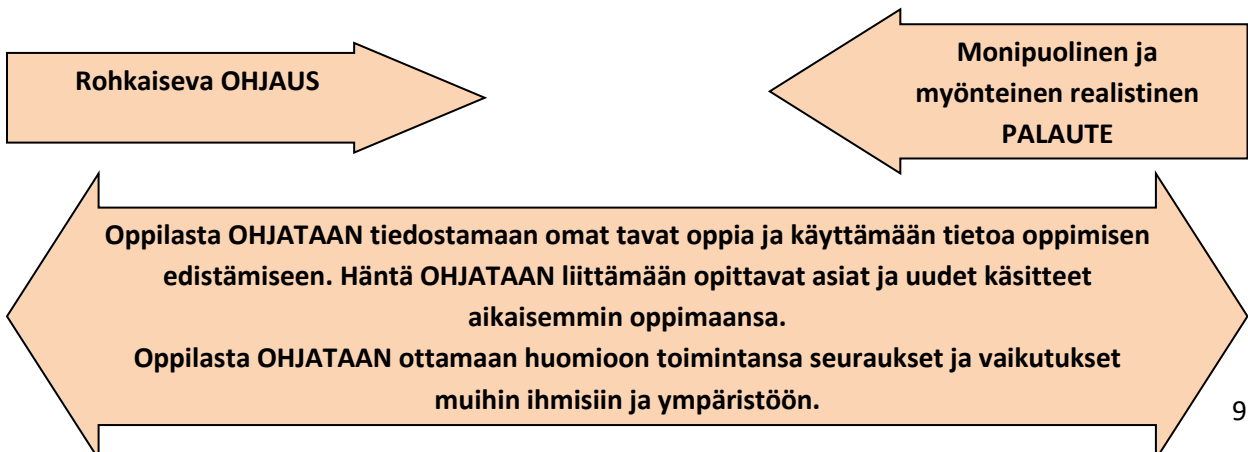 Rohkaiseva OHJAUS
Monipuolinen ja
myönteinen realistinen
PALAUTE
Oppilasta OHJATAAN tiedostamaan omat tavat oppia ja käyttämään tietoa oppimisen
edistämiseen. Häntä OHJATAAN liittämään opittavat asiat ja uudet käsitteet
aikaisemmin oppimaansa.
Oppilasta OHJATAAN ottamaan huomioon toimintansa seuraukset ja vaikutukset
muihin ihmisiin ja ympäristöön.
9